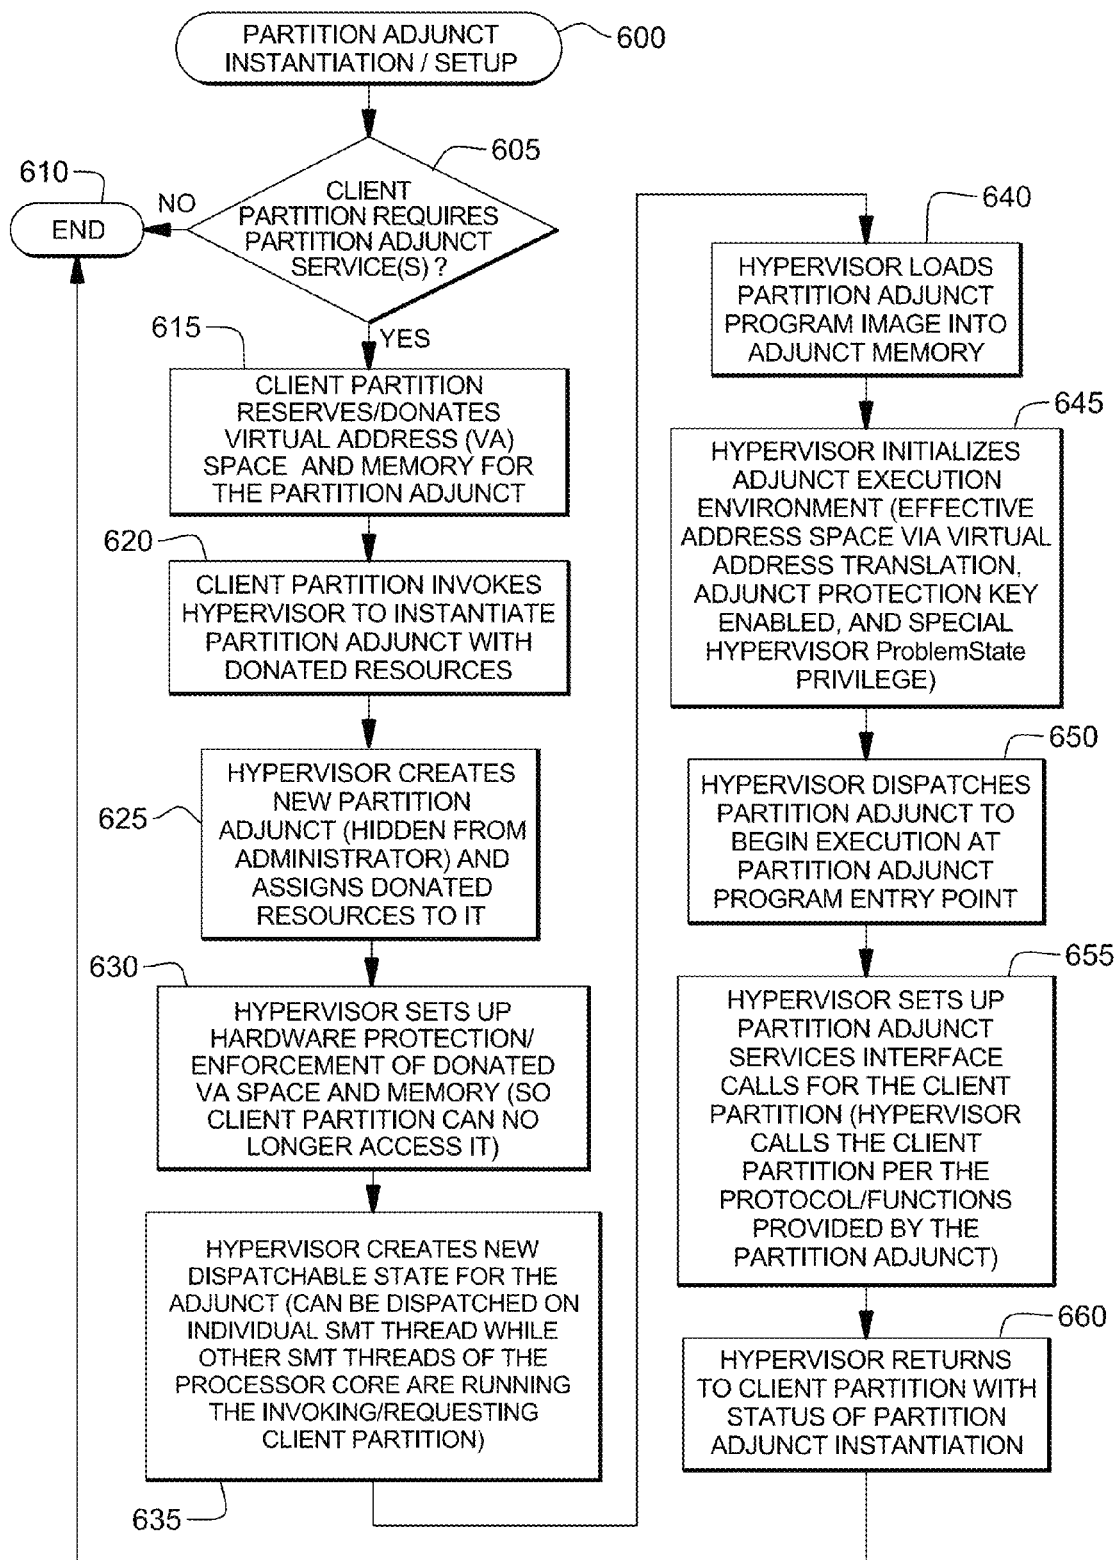 PARTITION ADJUNCT
INSTANTIATION / SETUP
600
605
CLIENT
PARTITION REQUIRES
PARTITION ADJUNCT
SERVICE(S) ?
NO
610
END
YES
615
CLIENT PARTITION
RESERVES/DONATES
VIRTUAL ADDRESS (VA)
SPACE AND MEMORY FOR
THE PARTITION ADJUNCT
620
CLIENT PARTITION INVOKES
HYPERVISOR TO INSTANTIATE
PARTITION ADJUNCT WITH
DONATED RESOURCES
625
HYPERVISOR CREATES
NEW PARTITION
ADJUNCT (HIDDEN FROM
ADMINISTRATOR) AND
ASSIGNS DONATED
RESOURCES TO IT
630
HYPERVISOR SETS UP
HARDWARE PROTECTION/
ENFORCEMENT OF DONATED
VA SPACE AND MEMORY (SO
CLIENT PARTITION CAN NO
LONGER ACCESS IT)
HYPERVISOR CREATES NEW
DISPATCHABLE STATE FOR THE
ADJUNCT (CAN BE DISPATCHED ON
INDIVIDUAL SMT THREAD WHILE
OTHER SMT THREADS OF THE
PROCESSOR CORE ARE RUNNING
THE INVOKING/REQUESTING
CLIENT PARTITION)
635
640
HYPERVISOR LOADS
PARTITION ADJUNCT
PROGRAM IMAGE INTO
ADJUNCT MEMORY
645
HYPERVISOR INITIALIZES
ADJUNCT EXECUTION
ENVIRONMENT (EFFECTIVE
ADDRESS SPACE VIA VIRTUAL
ADDRESS TRANSLATION,
ADJUNCT PROTECTION KEY
ENABLED, AND SPECIAL
HYPERVISOR ProblemState
PRIVILEGE)
650
HYPERVISOR DISPATCHES
PARTITION ADJUNCT TO
BEGIN EXECUTION AT
PARTITION ADJUNCT
PROGRAM ENTRY POINT
655
HYPERVISOR SETS UP
PARTITION ADJUNCT
SERVICES INTERFACE
CALLS FOR THE CLIENT
PARTITION (HYPERVISOR
CALLS THE CLIENT
PARTITION PER THE
PROTOCOL/FUNCTIONS
PROVIDED BY THE
PARTITION ADJUNCT)
660
HYPERVISOR RETURNS
TO CLIENT PARTITION WITH
STATUS OF PARTITION
ADJUNCT INSTANTIATION